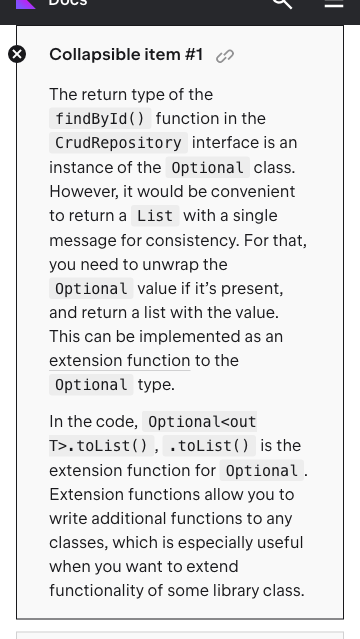 Docs
Collapsible item #1
The return type of the
findById() function in the
CrudRepository interface is an
instance of the Optional class.
However, it would be convenient
to return a List with a single
message for consistency. For that,
you need to unwrap the
Optional value if it’s present,
and return a list with the value.
This can be implemented as an
extension function to the
Optional type.
In the code, Optional<out
T>.toList(), .toList() is the
extension function for Optional.
Extension functions allow you to
write additional functions to any
classes, which is especially useful
when you want to extend
functionality of some library class.